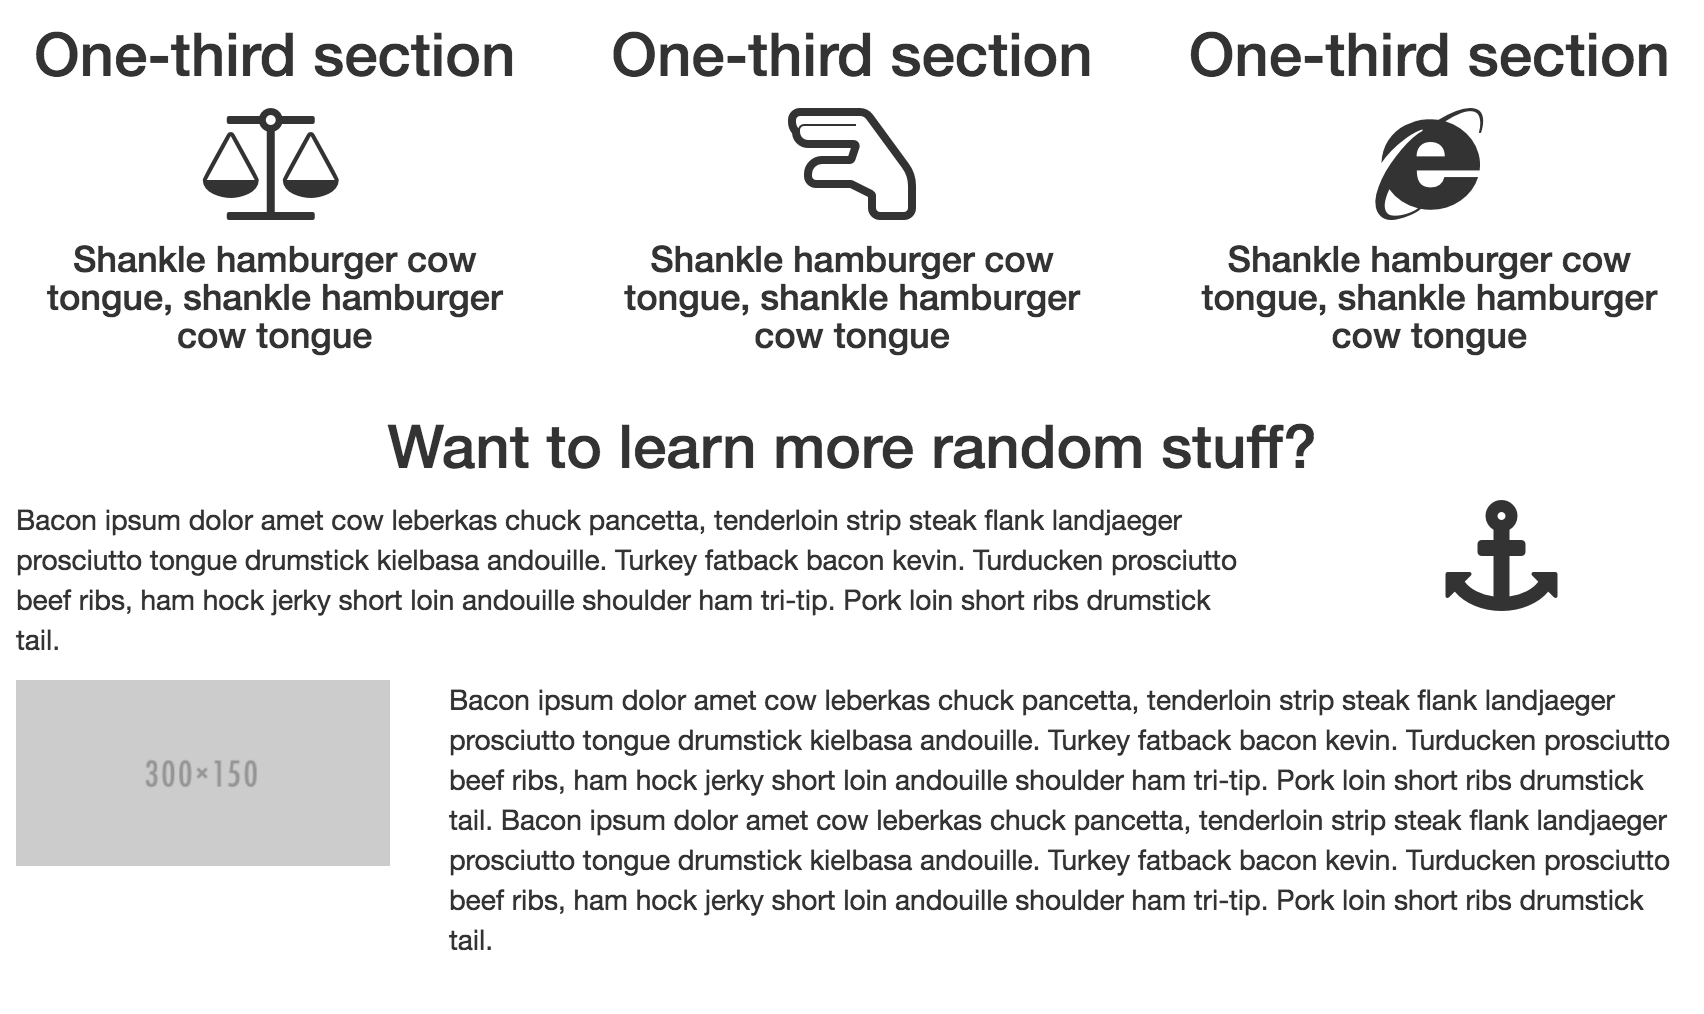 One-third section
Shankle hamburger cow
tongue, shankle hamburger
cow tongue
One-third section
Shankle hamburger cow
tongue, shankle hamburger
cow tongue
One-third section
Shankle hamburger cow
tongue, shankle hamburger
cow tongue
Want to learn more random stuff?
Bacon ipsum dolor amet cow leberkas chuck pancetta, tenderloin strip steak flank landjaeger
prosciutto tongue drumstick kielbasa andouille. Turkey fatback bacon kevin. Turducken prosciutto
beef ribs, ham hock jerky short loin andouille shoulder ham tri-tip. Pork loin short ribs drumstick
tail.
300×150
Bacon ipsum dolor amet cow leberkas chuck pancetta, tenderloin strip steak flank landjaeger
prosciutto tongue drumstick kielbasa andouille. Turkey fatback bacon kevin. Turducken prosciutto
beef ribs, ham hock jerky short loin andouille shoulder ham tri-tip. Pork loin short ribs drumstick
tail. Bacon ipsum dolor amet cow leberkas chuck pancetta, tenderloin strip steak flank landjaeger
prosciutto tongue drumstick kielbasa andouille. Turkey fatback bacon kevin. Turducken prosciutto
beef ribs, ham hock jerky short loin andouille shoulder ham tri-tip. Pork loin short ribs drumstick
tail.